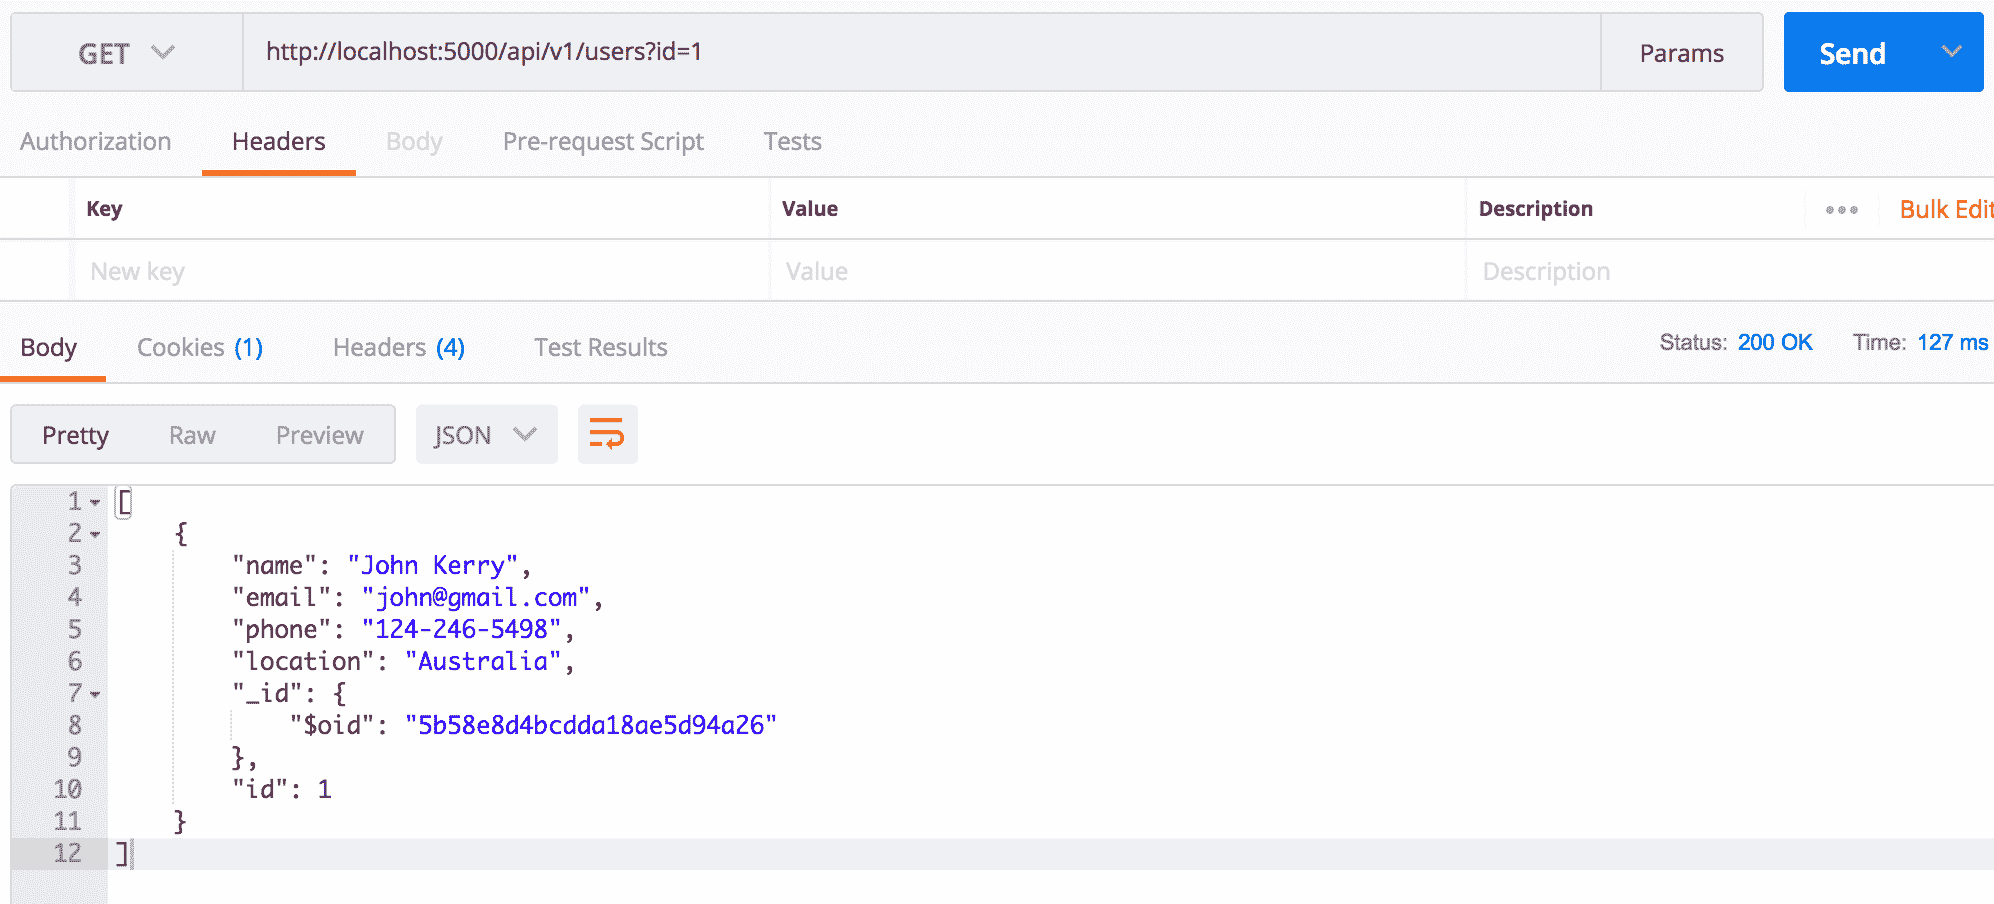 GET http://localhost:5000/api/v1/users?id=1 Params Send
Authorization Headers Body Pre-request Script Tests
Key Value Description Bulk Edit
New key Value Description
Body Cookies (1) Headers (4) Test Results Status: 200 OK Time: 127 ms
Pretty Raw Preview JSON
1 [
2 {
3 "name": "John Kerry",
4 "email": "john@gmail.com",
5 "phone": "124-246-5498",
6 "location": "Australia",
7 "_id": {
8 "$oid": "5b58e8d4bcdda18ae5d94a26"
9 },
10 "id": 1
11 }
12 ]